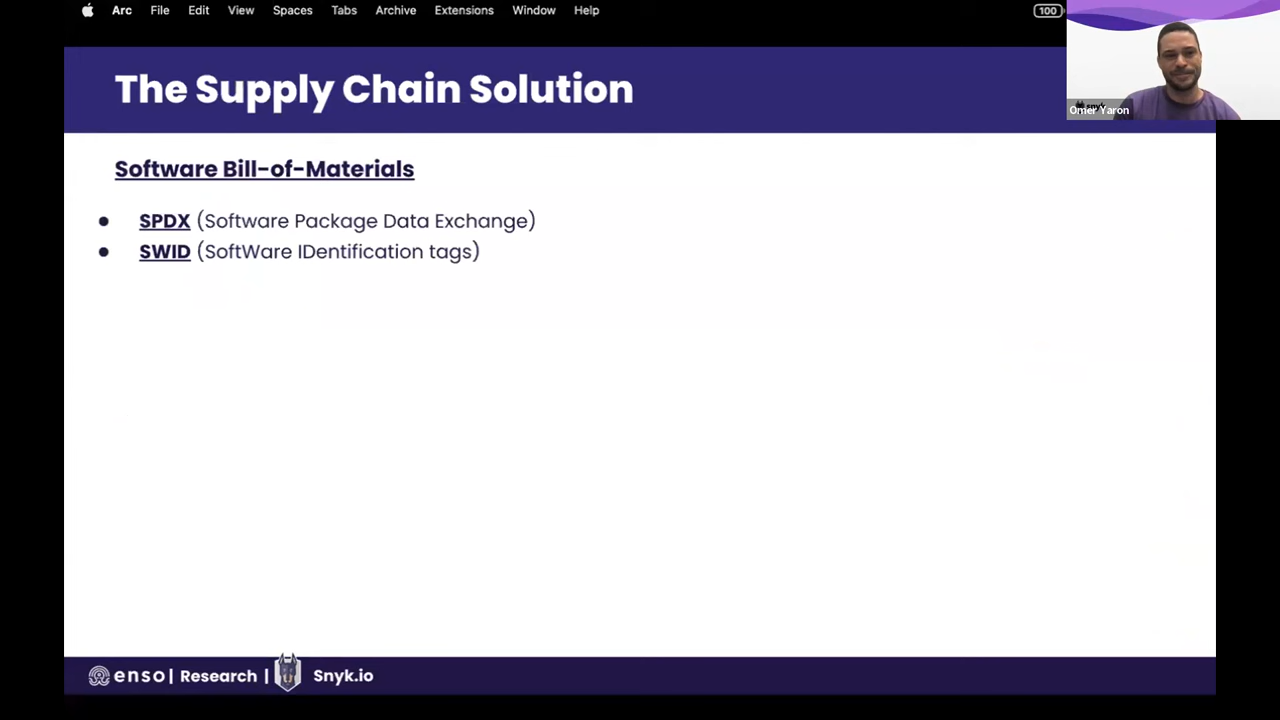 Arc File Edit View Spaces Tabs Archive Extensions Window Help 100
The Supply Chain Solution
snyk
Omer Yaron
Software Bill-of-Materials
● SPDX (Software Package Data Exchange)
● SWID (SoftWare IDentification tags)
enso | Research | Snyk.io